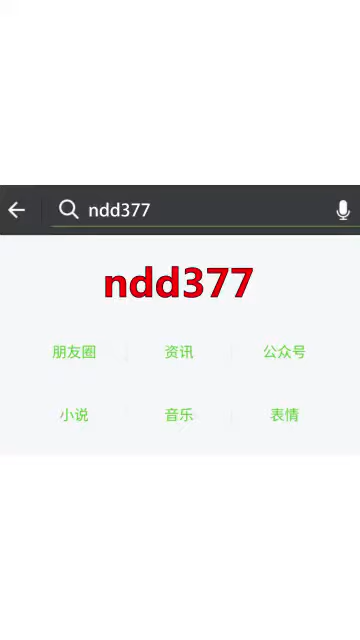 ndd377
ndd377
朋友圈 资讯 公众号
小说 音乐 表情